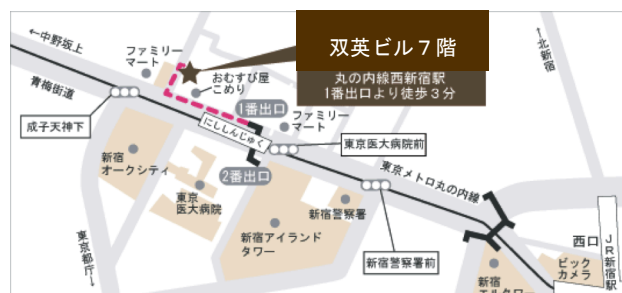 双英ビル７階
丸の内線西新宿駅
1番出口より徒歩３分
←中野坂上
ファミリー
マート
おむすび屋
こめり
青梅街道
1番出口
ファミリー
マート
成子天神下
にししんじゅく
東京医大病院前
←北新宿
新宿
オークシティ
2番出口
東京
医大病院
東京メトロ丸の内線
新宿警察署
新宿アイランド
タワー
新宿警察署前
東京都庁→
西口
JR新宿駅
ビック
カメラ
新宿
エルタワー